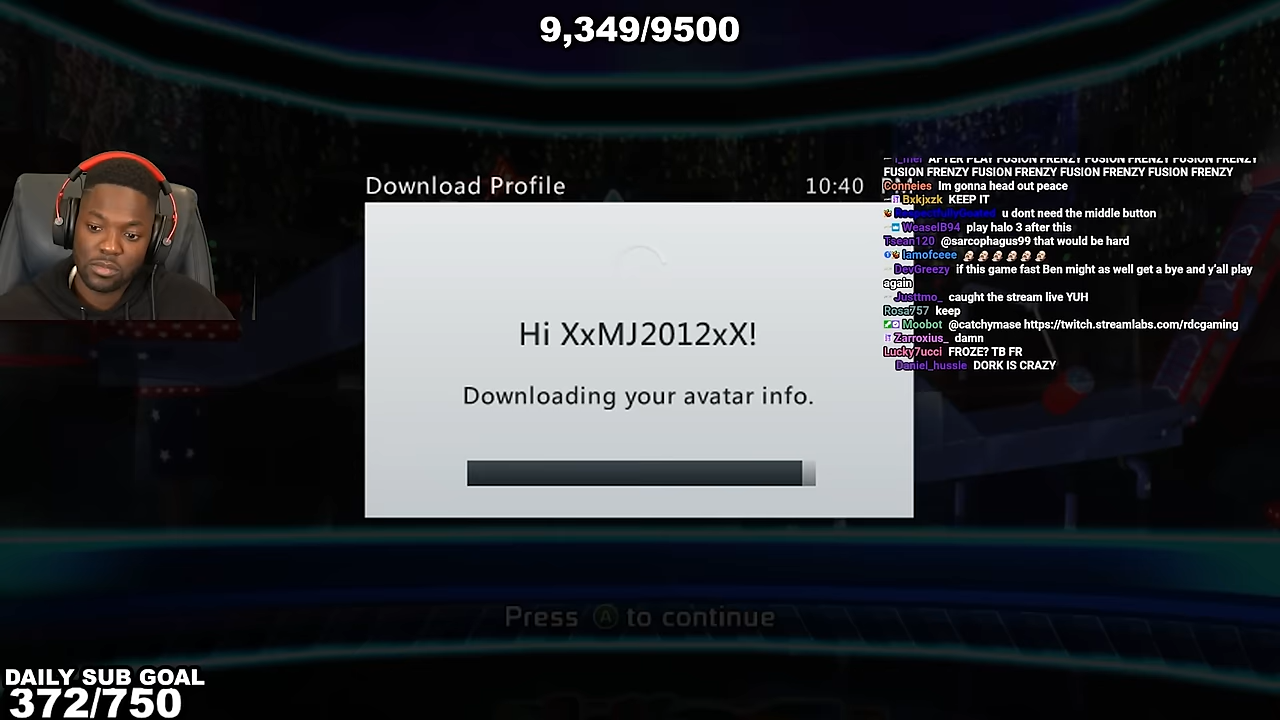 9,349/9500
Download Profile
10:40
Hi XxMJ2012xX!
Downloading your avatar info.
Press A to continue
DAILY SUB GOAL
372/750
AFTER PLAY FUSION FRENZY FUSION FRENZY FUSION FRENZY
FUSION FRENZY FUSION FRENZY FUSION FRENZY FUSION FRENZY
Conneies Im gonna head out peace
Bxkjxzk KEEP IT
RespectfullyGoated u dont need the middle button
WeaselB94 play halo 3 after this
Tsean120 @sarcophagus99 that would be hard
Iamofceee
DevGreezy if this game fast Ben might as well get a bye and y'all play
again
Justtmo_ caught the stream live YUH
Rosa757 keep
Moobot @catchymase https://twitch.streamlabs.com/rdcgaming
Zarroxius_ damn
Lucky7ucci FROZE? TB FR
Daniel_hussle DORK IS CRAZY